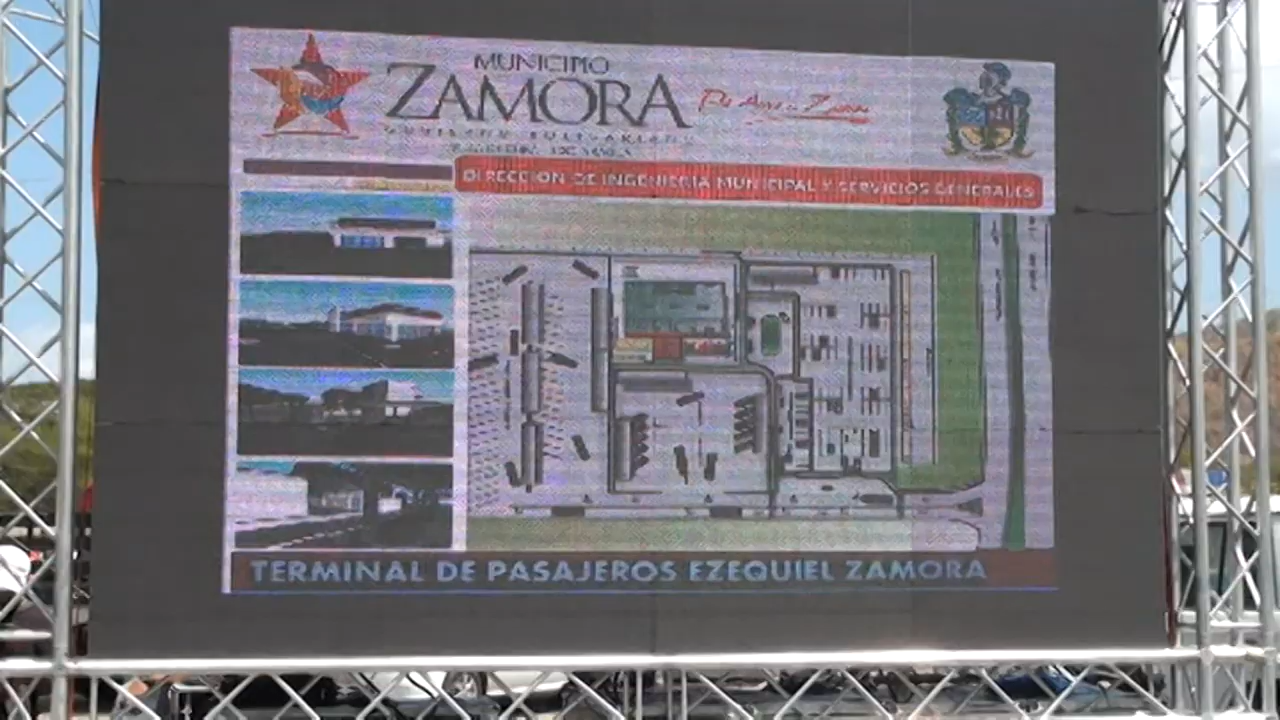 MUNICIPIO
ZAMORA
DIRECCION DE INGENIERIA MUNICIPAL Y SERVICIOS GENERALES
TERMINAL DE PASAJEROS EZEQUIEL ZAMORA